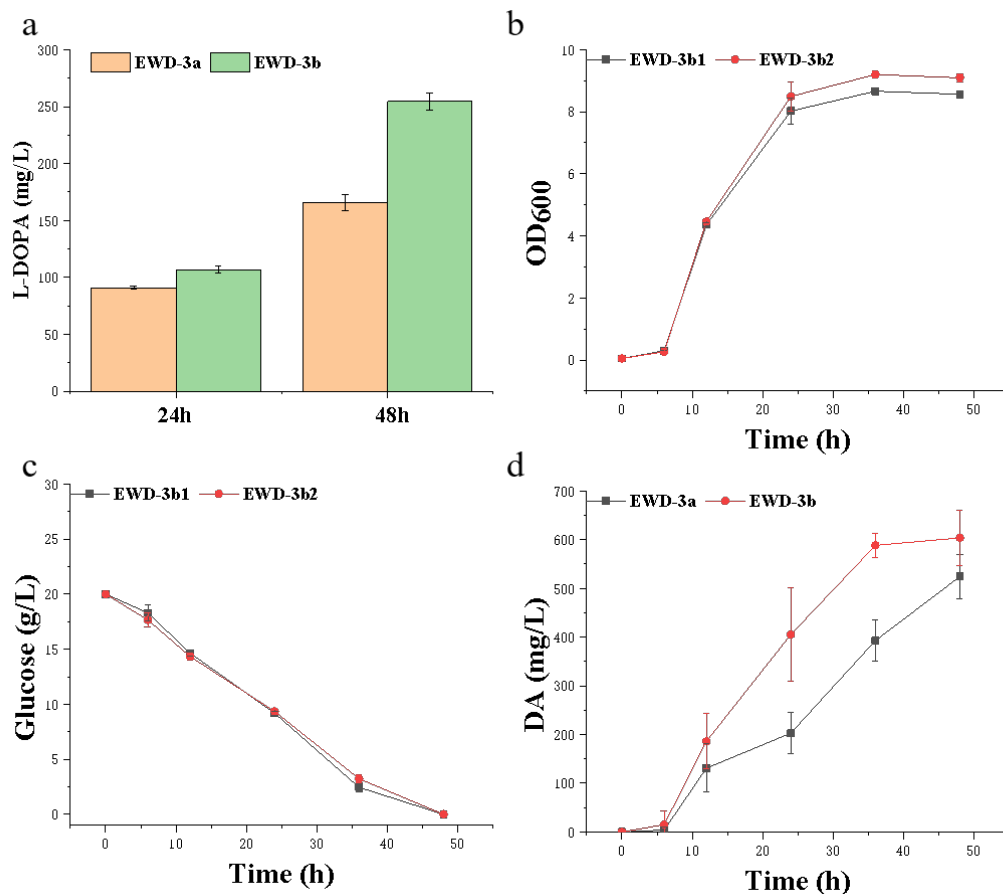 a
EWD-3a EWD-3b
L-DOPA (mg/L)
300
250
200
150
100
50
0
24h 48h
b
EWD-3b1 EWD-3b2
OD600
10
8
6
4
2
0
0 10 20 30 40 50
Time (h)
c
EWD-3b1 EWD-3b2
Glucose (g/L)
30
25
20
15
10
5
0
0 10 20 30 40 50
Time (h)
d
EWD-3a EWD-3b
DA (mg/L)
700
600
500
400
300
200
100
0
0 10 20 30 40 50
Time (h)